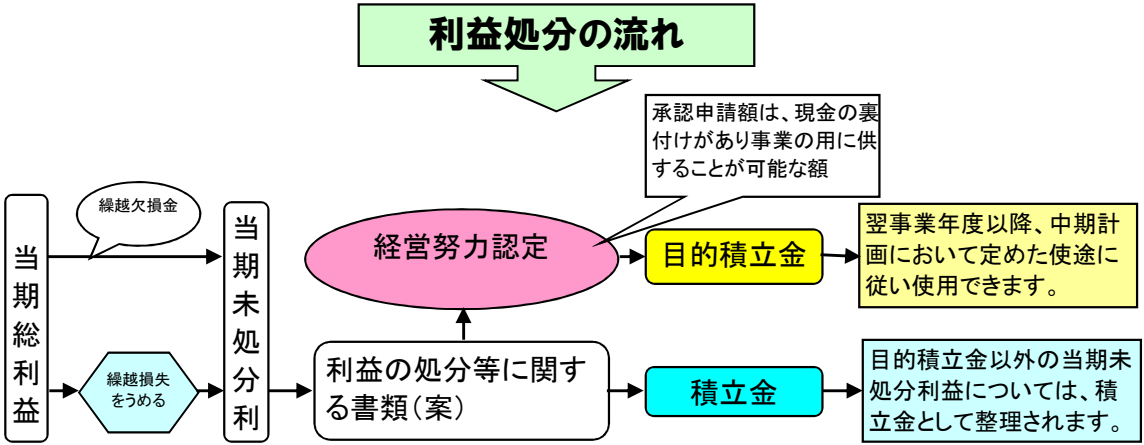 利益処分の流れ
承認申請額は、現金の裏
付けがあり事業の用に供
することが可能な額
当期総利益
繰越欠損金
繰越損失
をうめる
当期未処分利
経営努力認定
目的積立金
翌事業年度以降、中期計
画において定めた使途に
従い使用できます。
利益の処分等に関す
る書類（案）
積立金
目的積立金以外の当期未
処分利益については、積
立金として整理されます。